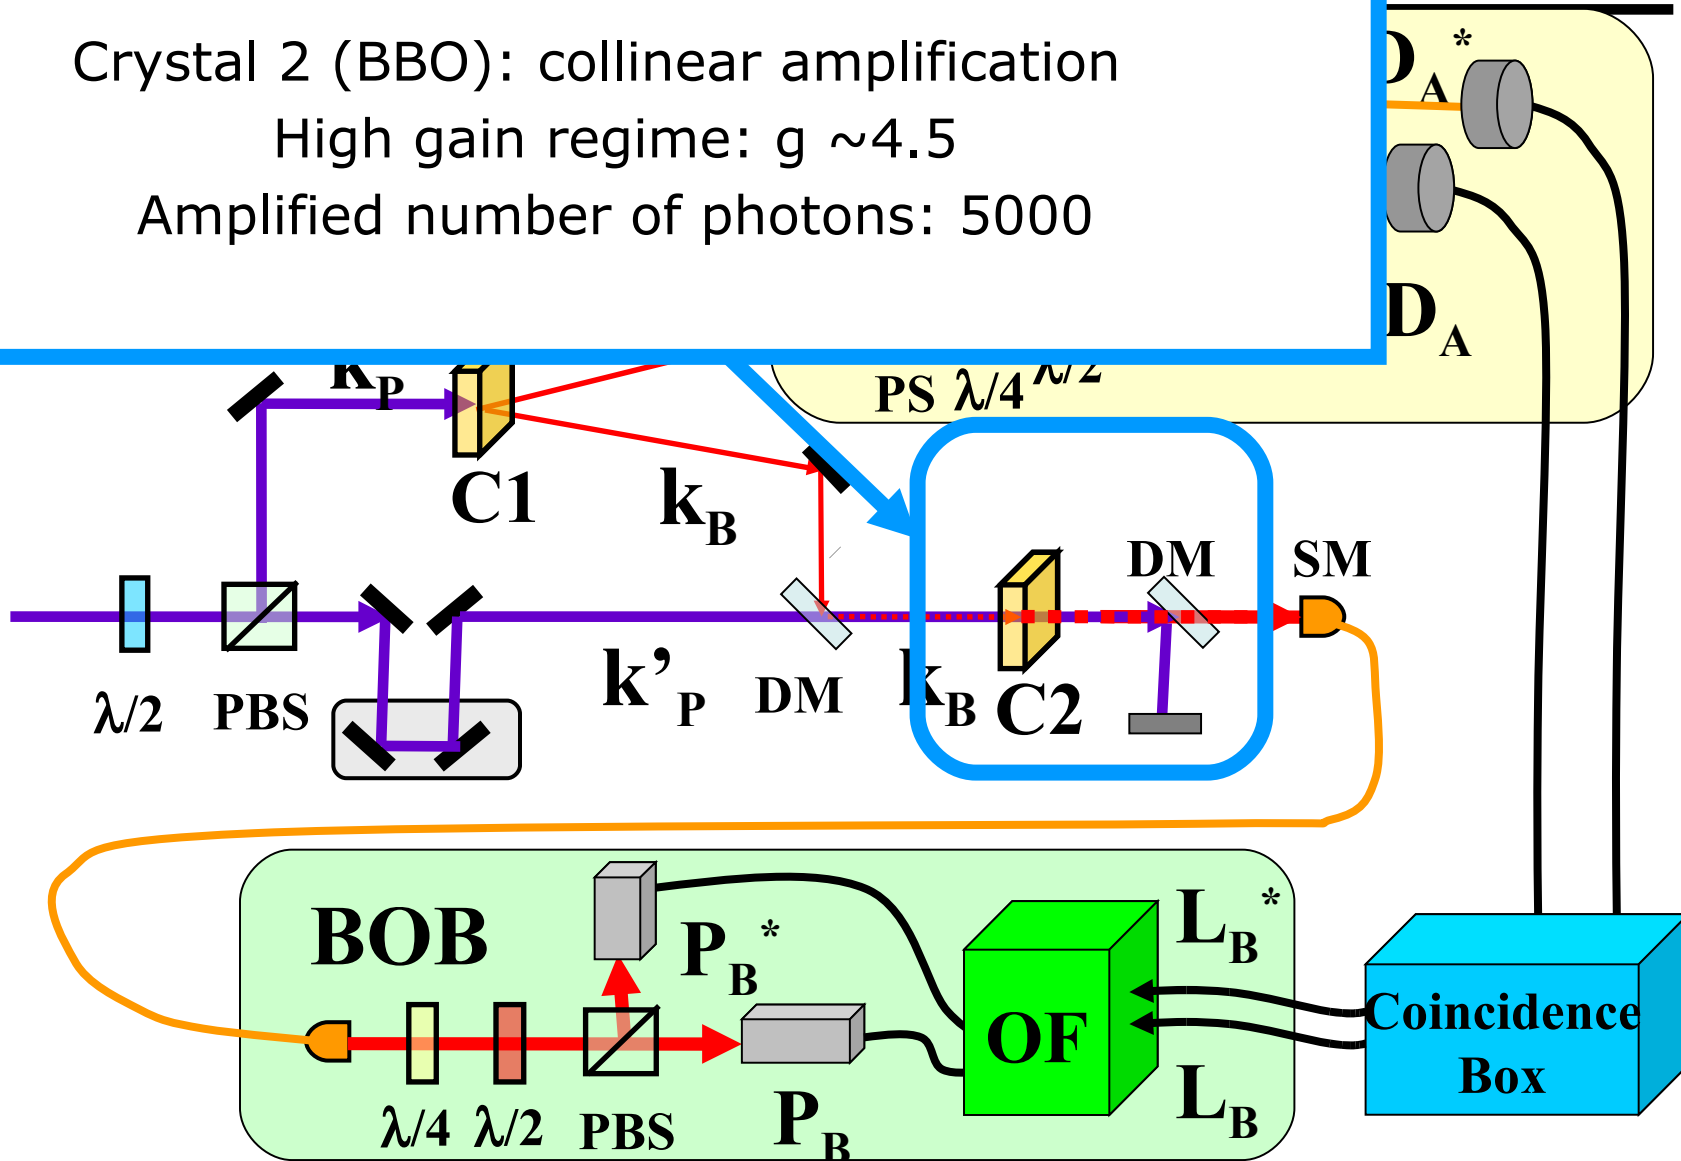 Crystal 2 (BBO): collinear amplification
High gain regime: g ~4.5
Amplified number of photons: 5000
D_A*
D_A
k_P
PS λ/4 λ/2
C1
k_B
DM
SM
λ/2
PBS
k’_P
DM
k_B
C2
BOB
P_B*
L_B*
OF
Coincidence
Box
L_B
λ/4
λ/2
PBS
P_B